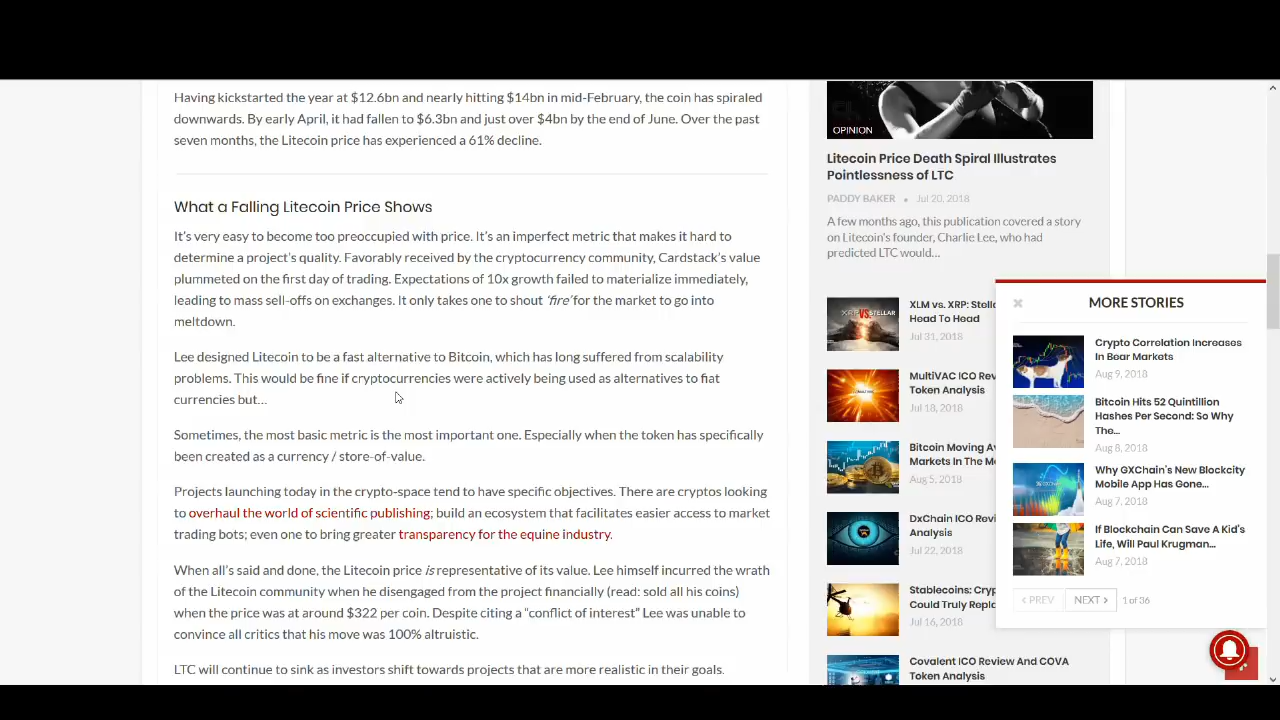 Having kickstarted the year at $12.6bn and nearly hitting $14bn in mid-February, the coin has spiraled
downwards. By early April, it had fallen to $6.3bn and just over $4bn by the end of June. Over the past
seven months, the Litecoin price has experienced a 61% decline.
What a Falling Litecoin Price Shows
It's very easy to become too preoccupied with price. It's an imperfect metric that makes it hard to
determine a project's quality. Favorably received by the cryptocurrency community, Cardstack's value
plummeted on the first day of trading. Expectations of 10x growth failed to materialize immediately,
leading to mass sell-offs on exchanges. It only takes one to shout 'fire' for the market to go into
meltdown.
Lee designed Litecoin to be a fast alternative to Bitcoin, which has long suffered from scalability
problems. This would be fine if cryptocurrencies were actively being used as alternatives to fiat
currencies but...
Sometimes, the most basic metric is the most important one. Especially when the token has specifically
been created as a currency / store-of-value.
Projects launching today in the crypto-space tend to have specific objectives. There are cryptos looking
to overhaul the world of scientific publishing; build an ecosystem that facilitates easier access to market
trading bots; even one to bring greater transparency for the equine industry.
When all's said and done, the Litecoin price is representative of its value. Lee himself incurred the wrath
of the Litecoin community when he disengaged from the project financially (read: sold all his coins)
when the price was at around $322 per coin. Despite citing a "conflict of interest" Lee was unable to
convince all critics that his move was 100% altruistic.
LTC will continue to sink as investors shift towards projects that are more realistic in their goals.
OPINION
Litecoin Price Death Spiral Illustrates
Pointlessness of LTC
PADDY BAKER • Jul 20, 2018
A few months ago, this publication covered a story
on Litecoin's founder, Charlie Lee, who had
predicted LTC would...
XRP VS STELLAR
XLM vs. XRP: Stella
Head To Head
Jul 31, 2018
MultiVAC ICO Rev
Token Analysis
Jul 18, 2018
Bitcoin Moving Av
Markets In The Mo
Aug 5, 2018
DxChain ICO Revi
Analysis
Jul 22, 2018
Stablecoins: Cryp
Could Truly Repla
Jul 16, 2018
Covalent ICO Review And COVA
Token Analysis
MORE STORIES
Crypto Correlation Increases
In Bear Markets
Aug 9, 2018
Bitcoin Hits 52 Quintillion
Hashes Per Second: So Why
The...
Aug 8, 2018
Why GXChain's New Blockcity
Mobile App Has Gone...
Aug 7, 2018
If Blockchain Can Save A Kid's
Life, Will Paul Krugman...
Aug 7, 2018
< PREV NEXT > 1 of 36